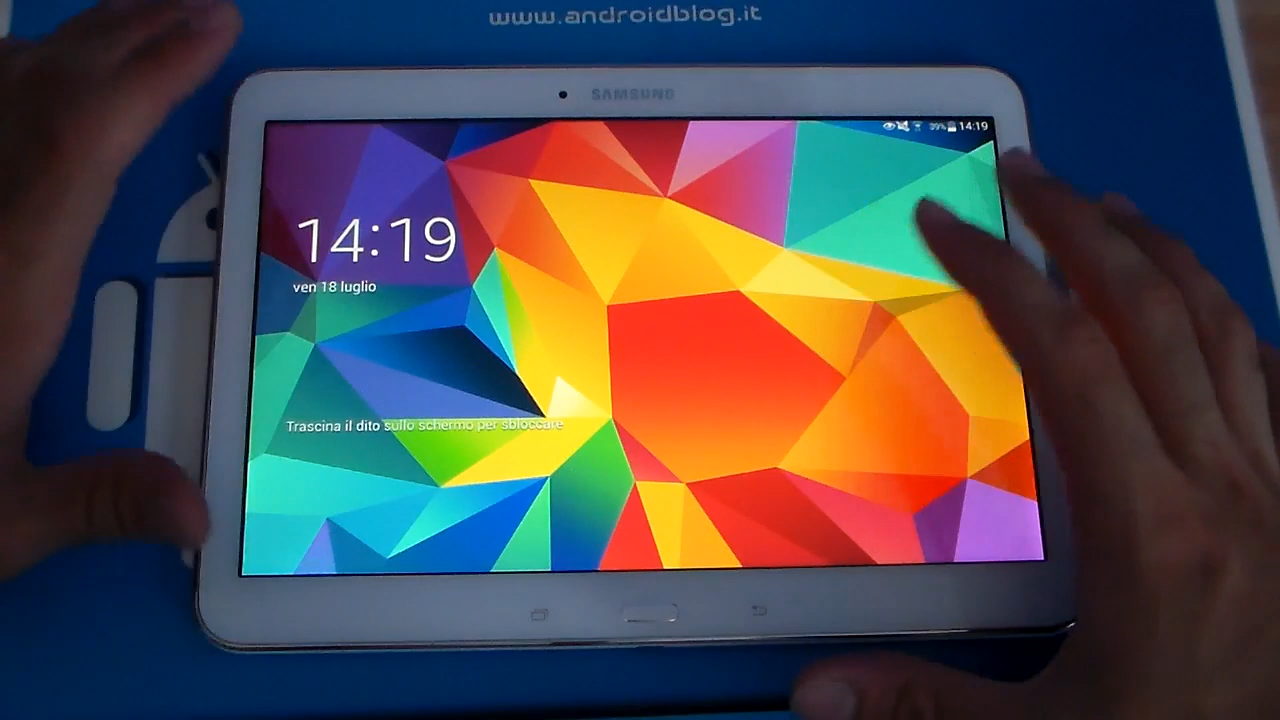 www.androidblog.it
SAMSUNG
39% 14:19
14:19
ven 18 luglio
Trascina il dito sullo schermo per sbloccare